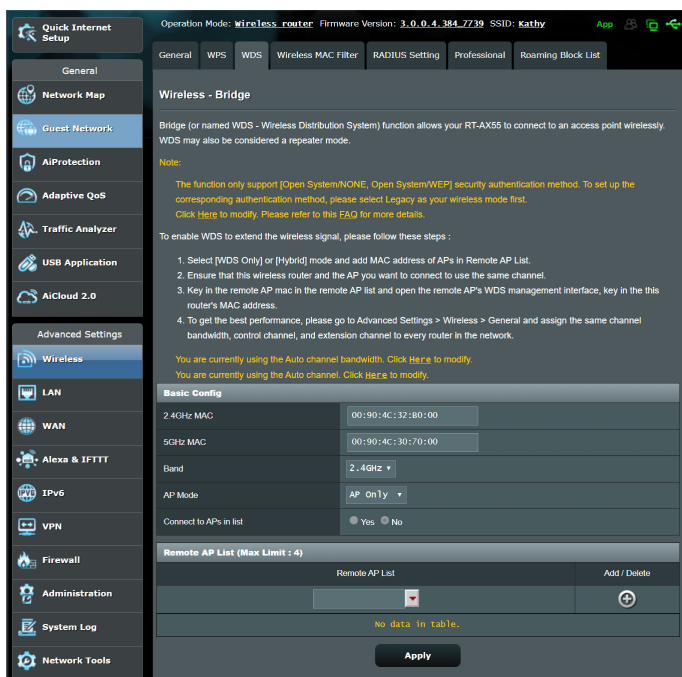 Quick Internet
Setup
General
Network Map
Guest Network
AiProtection
Adaptive QoS
Traffic Analyzer
USB Application
AiCloud 2.0
Advanced Settings
Wireless
LAN
WAN
Alexa & IFTTT
IPv6
VPN
Firewall
Administration
System Log
Network Tools
Operation Mode: Wireless router Firmware Version: 3.0.0.4.384_7739 SSID: Kathy
App
General WPS WDS Wireless MAC Filter RADIUS Setting Professional Roaming Block List
Wireless - Bridge
Bridge (or named WDS - Wireless Distribution System) function allows your RT-AX55 to connect to an access point wirelessly.
WDS may also be considered a repeater mode.
Note:
The function only support [Open System/NONE, Open System/WEP] security authentication method. To set up the
corresponding authentication method, please select Legacy as your wireless mode first.
Click Here to modify. Please refer to this FAQ for more details.
To enable WDS to extend the wireless signal, please follow these steps :
1. Select [WDS Only] or [Hybrid] mode and add MAC address of APs in Remote AP List.
2. Ensure that this wireless router and the AP you want to connect to use the same channel.
3. Key in the remote AP mac in the remote AP list and open the remote AP's WDS management interface, key in the this
router's MAC address.
4. To get the best performance, please go to Advanced Settings > Wireless > General and assign the same channel
bandwidth, control channel, and extension channel to every router in the network.
You are currently using the Auto channel bandwidth. Click Here to modify.
You are currently using the Auto channel. Click Here to modify.
Basic Config
2.4GHz MAC 00:90:4C:32:B0:00
5GHz MAC 00:90:4C:30:70:00
Band 2.4GHz
AP Mode AP Only
Connect to APs in list Yes No
Remote AP List (Max Limit : 4)
Remote AP List Add / Delete
No data in table.
Apply